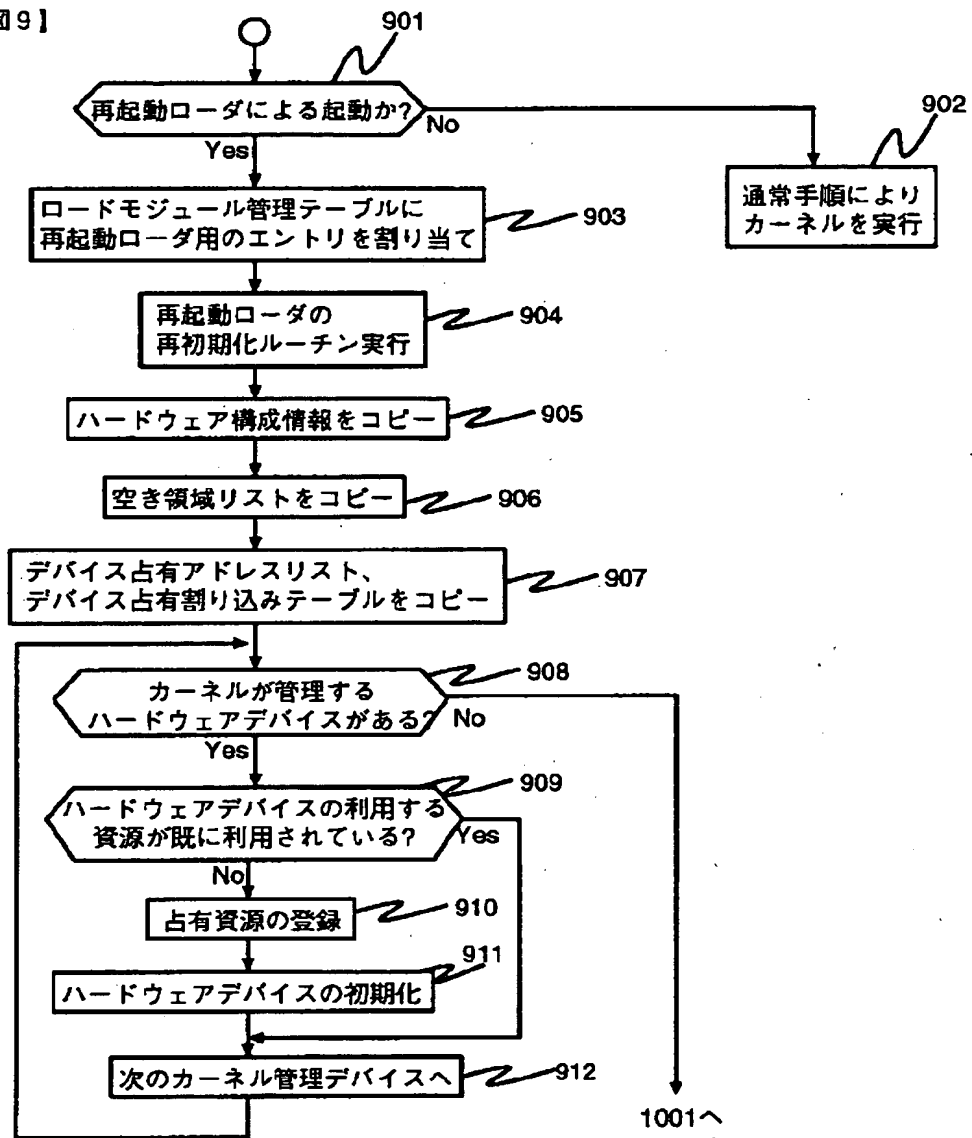 図9】
901
再起動ローダによる起動か?
No
902
Yes
通常手順により
カーネルを実行
ロードモジュール管理テーブルに
再起動ローダ用のエントリを割り当て
903
再起動ローダの
再初期化ルーチン実行
904
ハードウェア構成情報をコピー
905
空き領域リストをコピー
906
デバイス占有アドレスリスト、
デバイス占有割り込みテーブルをコピー
907
908
カーネルが管理する
ハードウェアデバイスがある?
No
Yes
909
ハードウェアデバイスの利用する
資源が既に利用されている?
Yes
No
占有資源の登録
910
911
ハードウェアデバイスの初期化
次のカーネル管理デバイスへ
912
1001へ